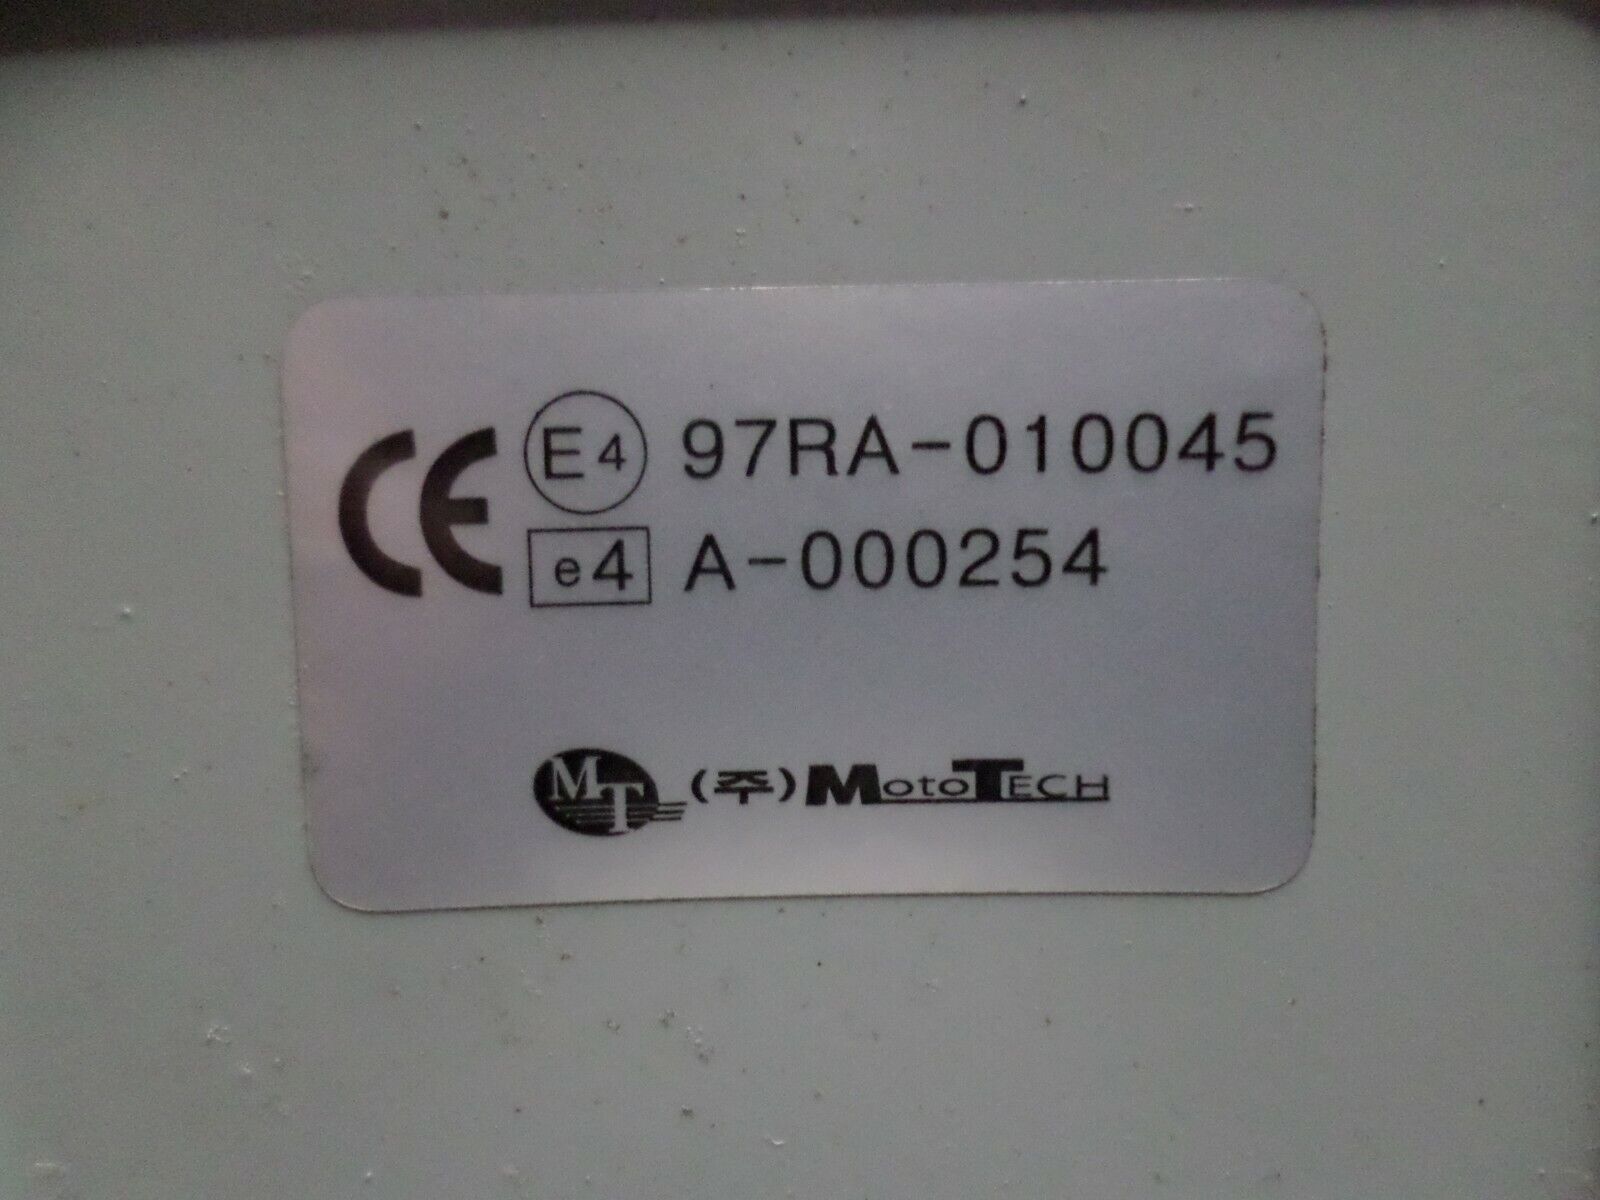 CE E4 97RA-010045
e4 A-000254
MT (주)MOTOTECH